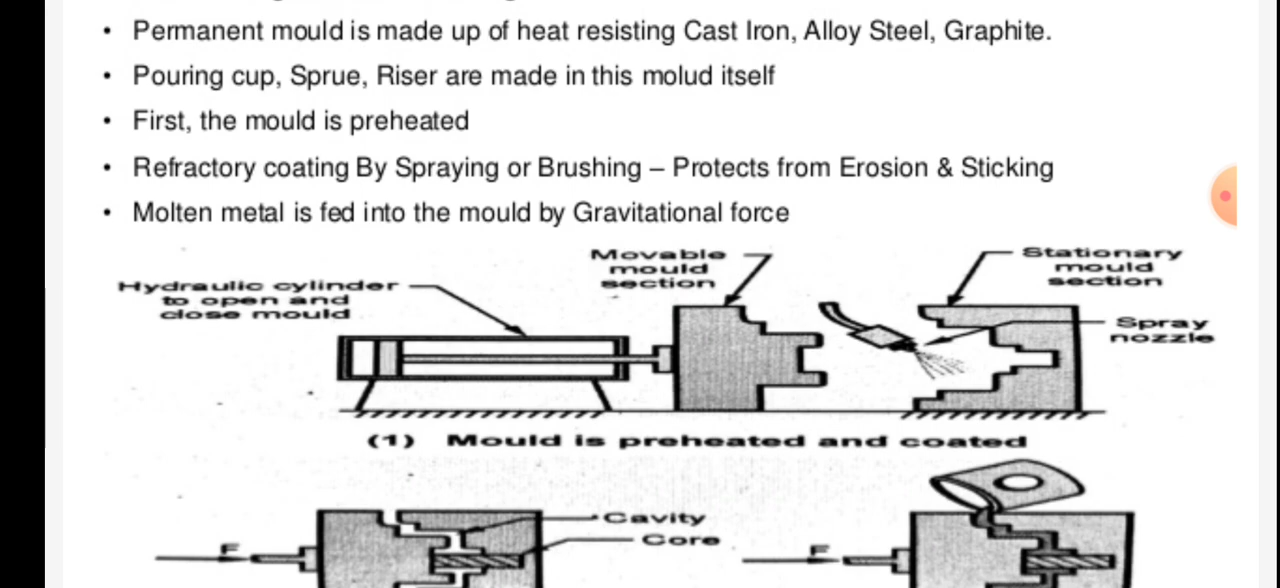 • Permanent mould is made up of heat resisting Cast Iron, Alloy Steel, Graphite.
• Pouring cup, Sprue, Riser are made in this molud itself
• First, the mould is preheated
• Refractory coating By Spraying or Brushing – Protects from Erosion & Sticking
• Molten metal is fed into the mould by Gravitational force
Movable
mould
section
Stationary
mould
section
Hydraulic cylinder
to open and
close mould
Spray
nozzle
(1) Mould is preheated and coated
Cavity
Core
F
F